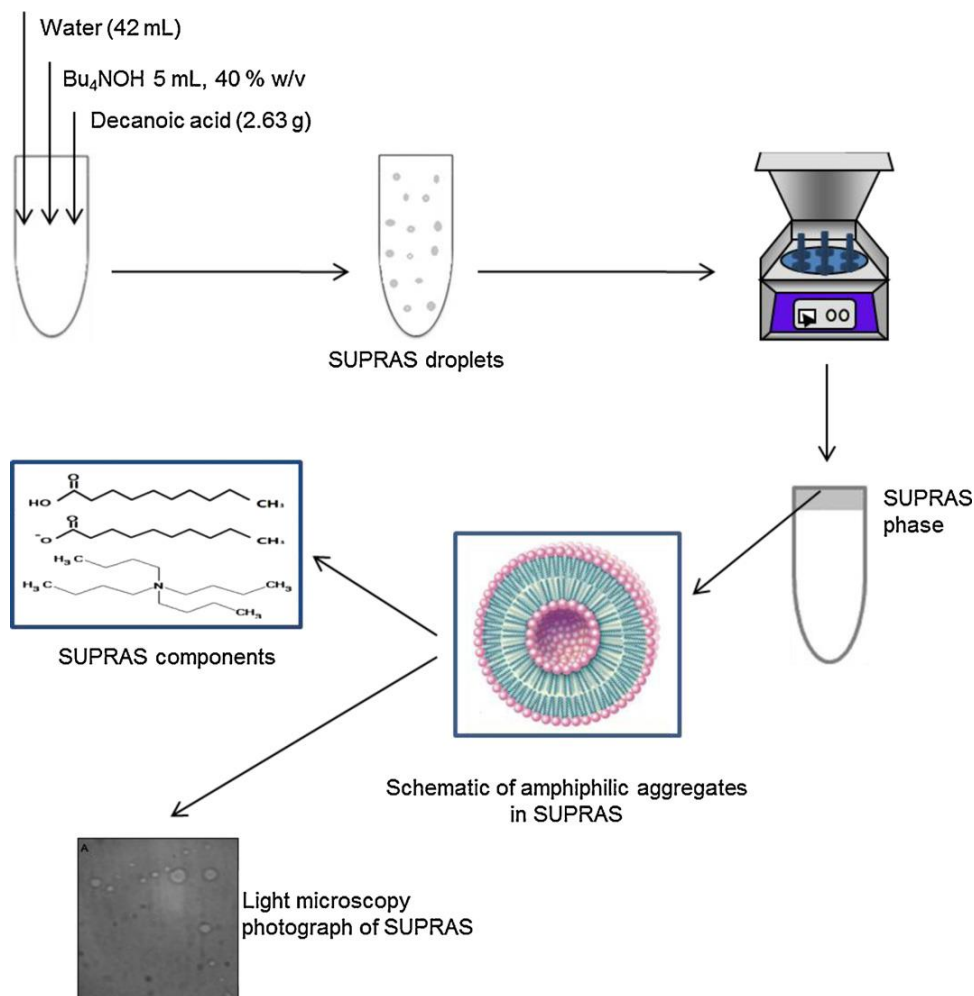 Water (42 mL)
Bu₄NOH 5 mL, 40 % w/v
Decanoic acid (2.63 g)
SUPRAS droplets
SUPRAS
phase
O
HO
CH₃
O
⁻O
CH₃
H₃C
H₃C
N
CH₃
CH₃
SUPRAS components
Schematic of amphiphilic aggregates
in SUPRAS
A
Light microscopy
photograph of SUPRAS